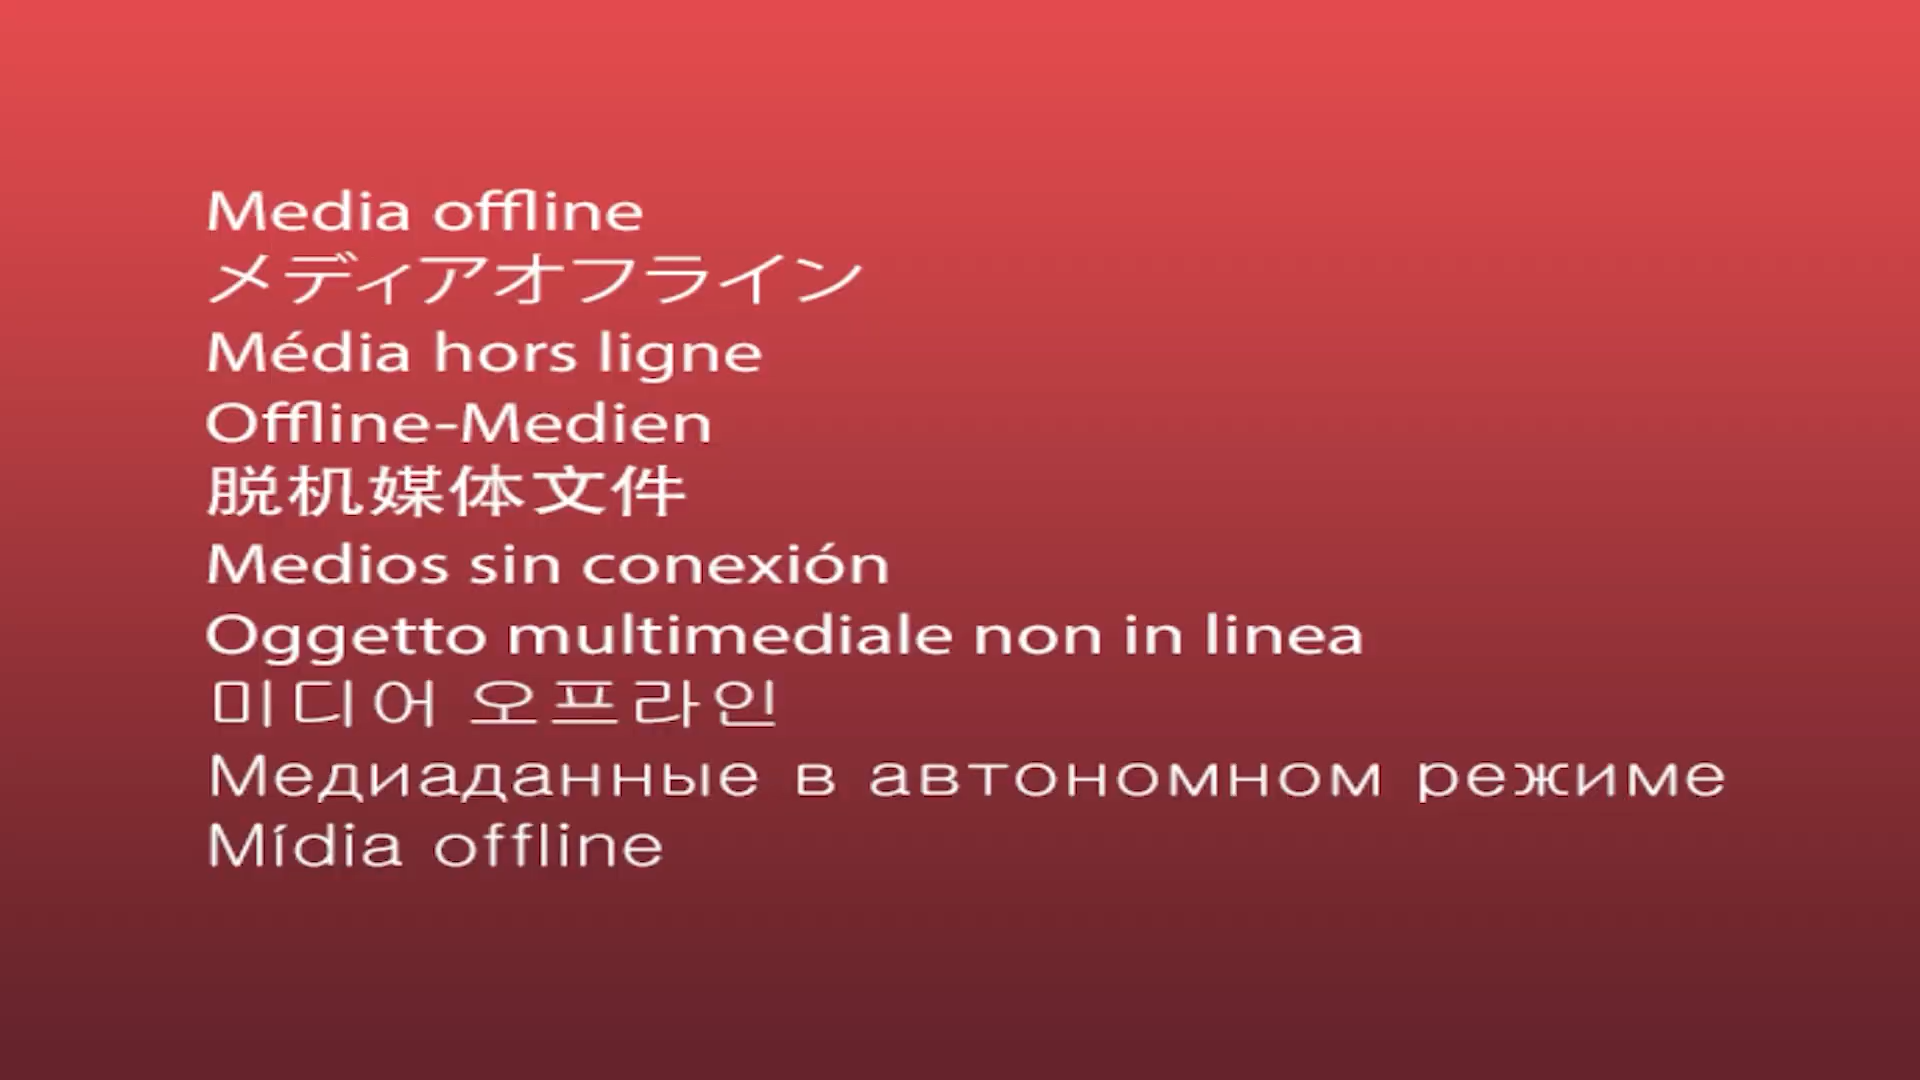 Media offline
メディアオフライン
Média hors ligne
Offline-Medien
脱机媒体文件
Medios sin conexión
Oggetto multimediale non in linea
미디어 오프라인
Медиаданные в автономном режиме
Mídia offline